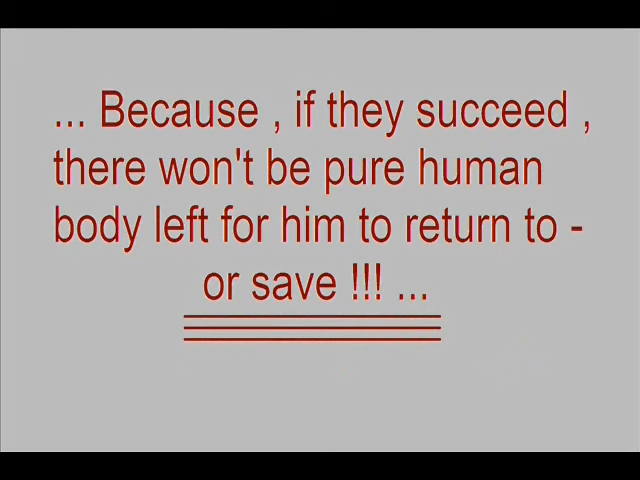 ... Because , if they succeed ,
there won't be pure human
body left for him to return to -
or save !!! ...